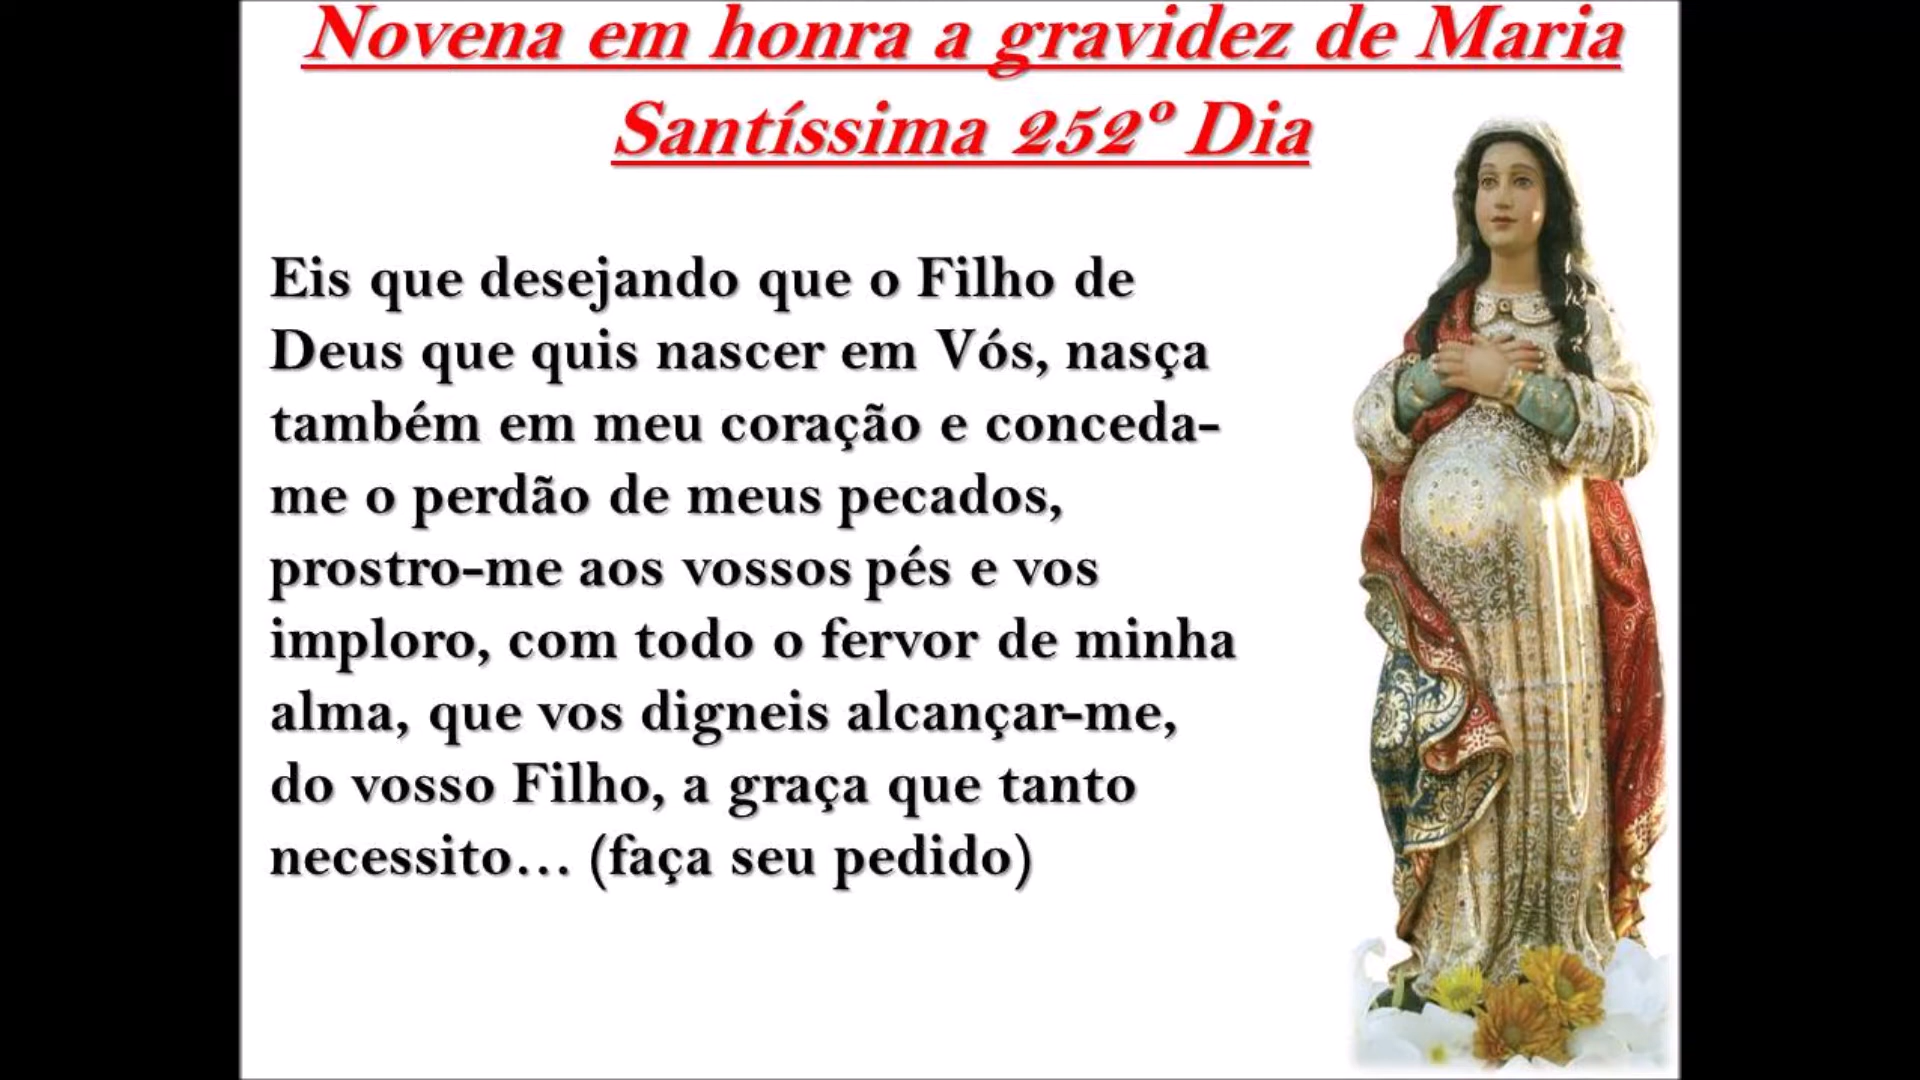 Novena em honra a gravidez de Maria
Santíssima 252º Dia
Eis que desejando que o Filho de
Deus que quis nascer em Vós, nasça
também em meu coração e conceda-
me o perdão de meus pecados,
prostro-me aos vossos pés e vos
imploro, com todo o fervor de minha
alma, que vos digneis alcançar-me,
do vosso Filho, a graça que tanto
necessito... (faça seu pedido)